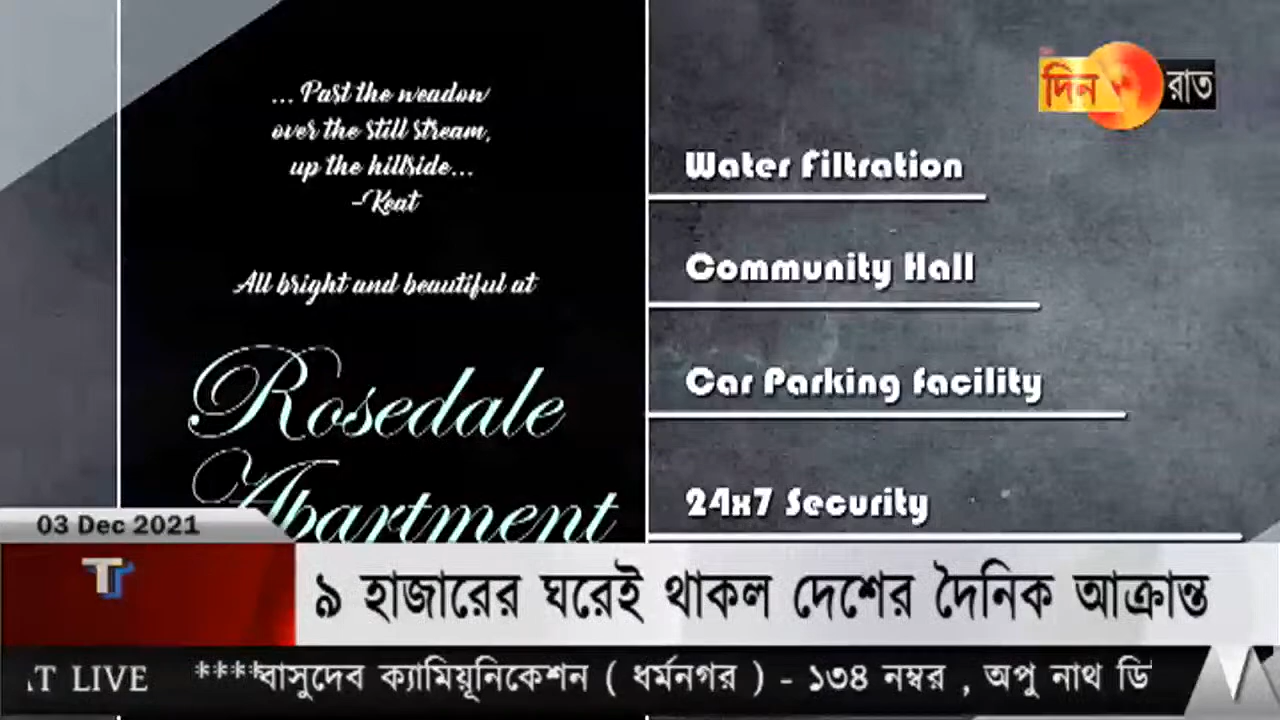 ... Past the weadow
over the still stream,
up the hillside...
-Keat
All bright and beautiful at
Rosedale
Apartment
দিন রাত
Water Filtration
Community Hall
Car Parking facility
24x7 Security
03 Dec 2021
৯ হাজারের ঘরেই থাকল দেশের দৈনিক আক্রান্ত
AT LIVE ****বাসুদেব ক্যামিয়ূনিকেশন ( ধর্মনগর ) - ১৩৪ নম্বর , অপু নাথ ডি